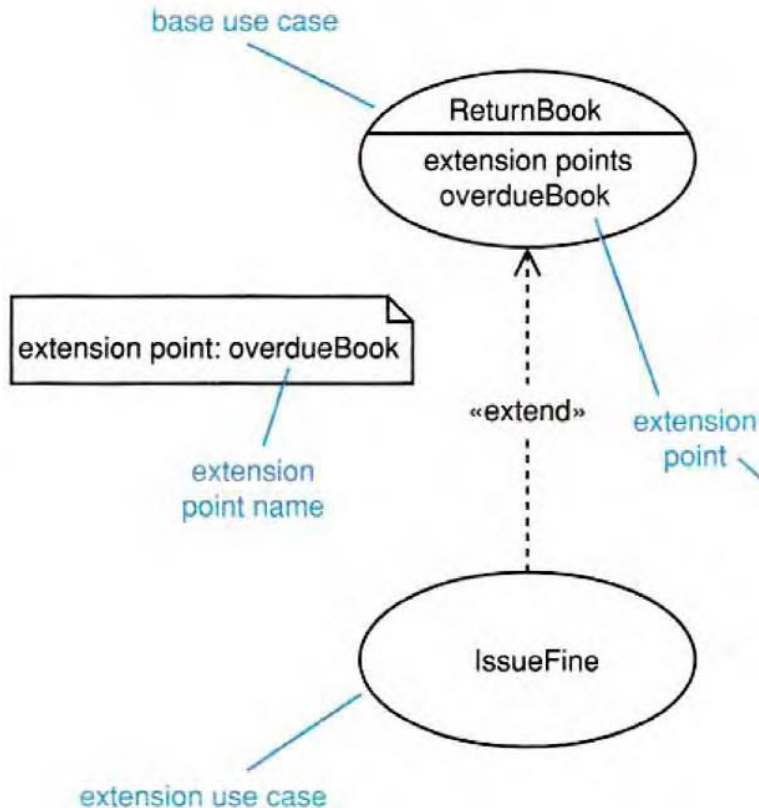 base use case
ReturnBook
extension points
overdueBook
extension point: overdueBook
«extend»
extension
point
extension
point name
IssueFine
extension use case